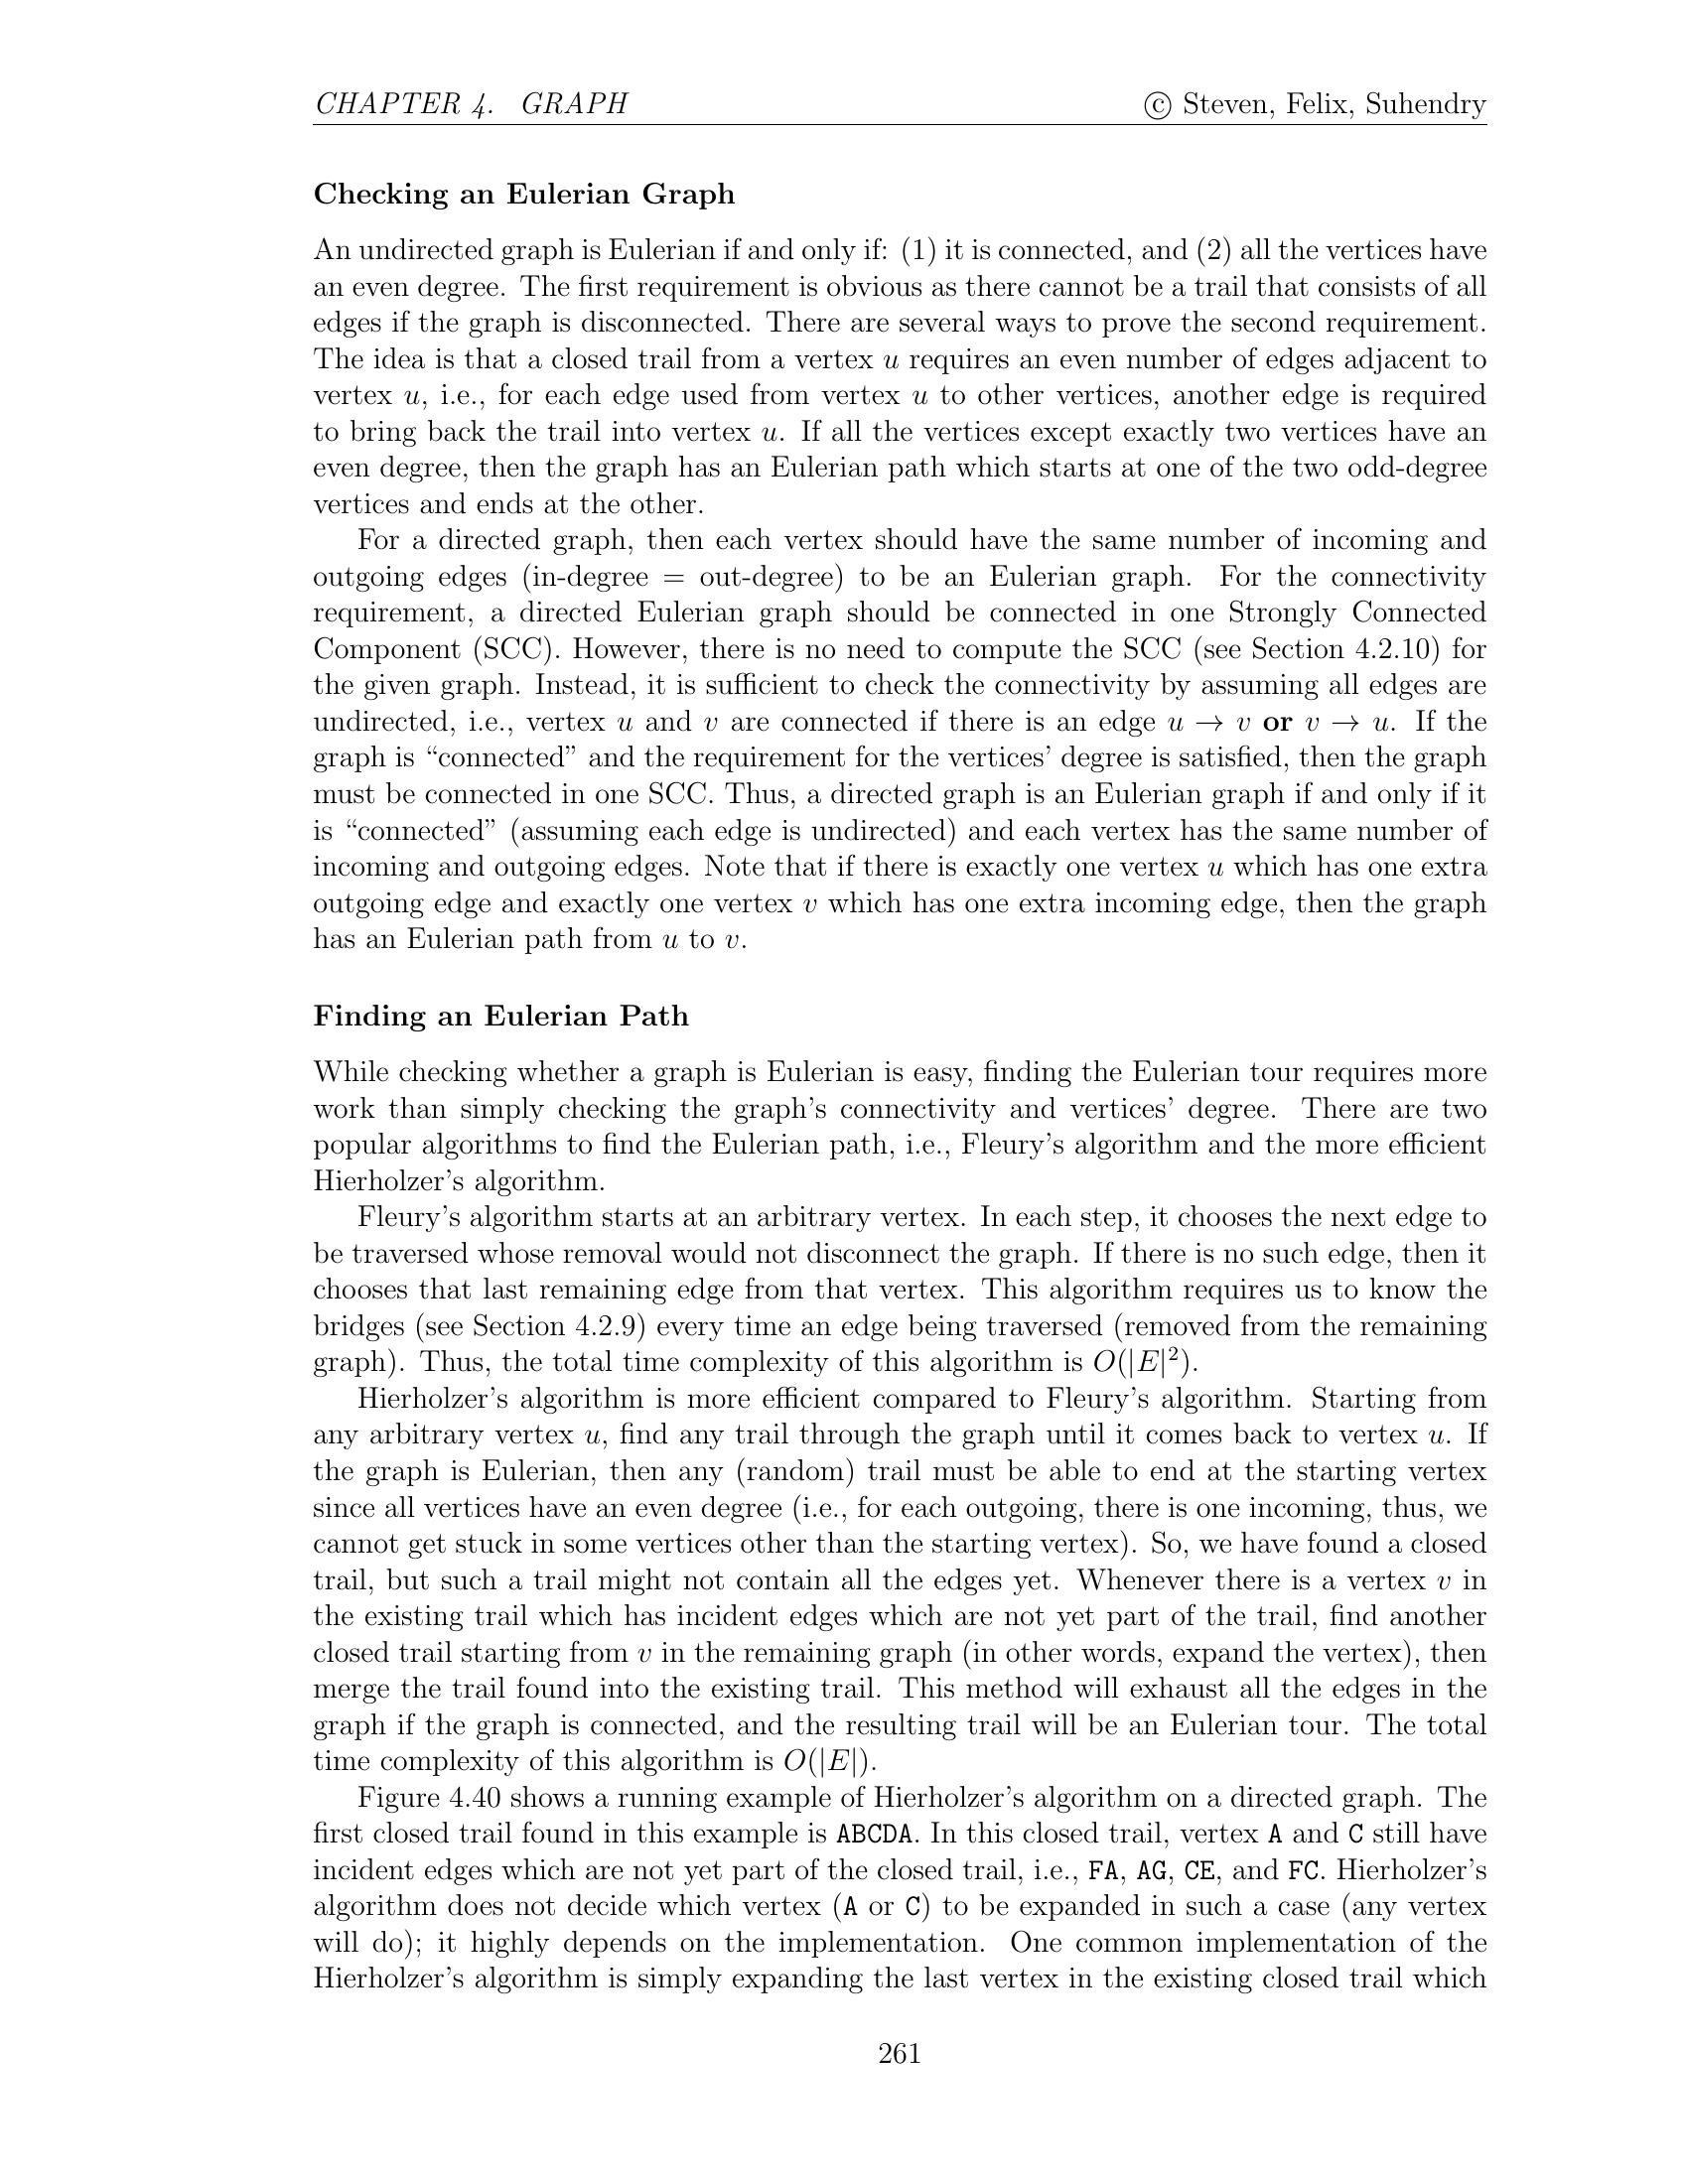 CHAPTER 4. GRAPH © Steven, Felix, Suhendry
Checking an Eulerian Graph
An undirected graph is Eulerian if and only if: (1) it is connected, and (2) all the vertices have
an even degree. The first requirement is obvious as there cannot be a trail that consists of all
edges if the graph is disconnected. There are several ways to prove the second requirement.
The idea is that a closed trail from a vertex u requires an even number of edges adjacent to
vertex u, i.e., for each edge used from vertex u to other vertices, another edge is required
to bring back the trail into vertex u. If all the vertices except exactly two vertices have an
even degree, then the graph has an Eulerian path which starts at one of the two odd-degree
vertices and ends at the other.
For a directed graph, then each vertex should have the same number of incoming and
outgoing edges (in-degree = out-degree) to be an Eulerian graph. For the connectivity
requirement, a directed Eulerian graph should be connected in one Strongly Connected
Component (SCC). However, there is no need to compute the SCC (see Section 4.2.10) for
the given graph. Instead, it is sufficient to check the connectivity by assuming all edges are
undirected, i.e., vertex u and v are connected if there is an edge u → v or v → u. If the
graph is “connected” and the requirement for the vertices’ degree is satisfied, then the graph
must be connected in one SCC. Thus, a directed graph is an Eulerian graph if and only if it
is “connected” (assuming each edge is undirected) and each vertex has the same number of
incoming and outgoing edges. Note that if there is exactly one vertex u which has one extra
outgoing edge and exactly one vertex v which has one extra incoming edge, then the graph
has an Eulerian path from u to v.
Finding an Eulerian Path
While checking whether a graph is Eulerian is easy, finding the Eulerian tour requires more
work than simply checking the graph’s connectivity and vertices’ degree. There are two
popular algorithms to find the Eulerian path, i.e., Fleury’s algorithm and the more efficient
Hierholzer’s algorithm.
Fleury’s algorithm starts at an arbitrary vertex. In each step, it chooses the next edge to
be traversed whose removal would not disconnect the graph. If there is no such edge, then it
chooses that last remaining edge from that vertex. This algorithm requires us to know the
bridges (see Section 4.2.9) every time an edge being traversed (removed from the remaining
graph). Thus, the total time complexity of this algorithm is O(|E|²).
Hierholzer’s algorithm is more efficient compared to Fleury’s algorithm. Starting from
any arbitrary vertex u, find any trail through the graph until it comes back to vertex u. If
the graph is Eulerian, then any (random) trail must be able to end at the starting vertex
since all vertices have an even degree (i.e., for each outgoing, there is one incoming, thus, we
cannot get stuck in some vertices other than the starting vertex). So, we have found a closed
trail, but such a trail might not contain all the edges yet. Whenever there is a vertex v in
the existing trail which has incident edges which are not yet part of the trail, find another
closed trail starting from v in the remaining graph (in other words, expand the vertex), then
merge the trail found into the existing trail. This method will exhaust all the edges in the
graph if the graph is connected, and the resulting trail will be an Eulerian tour. The total
time complexity of this algorithm is O(|E|).
Figure 4.40 shows a running example of Hierholzer’s algorithm on a directed graph. The
first closed trail found in this example is ABCDA. In this closed trail, vertex A and C still have
incident edges which are not yet part of the closed trail, i.e., FA, AG, CE, and FC. Hierholzer’s
algorithm does not decide which vertex (A or C) to be expanded in such a case (any vertex
will do); it highly depends on the implementation. One common implementation of the
Hierholzer’s algorithm is simply expanding the last vertex in the existing closed trail which
261